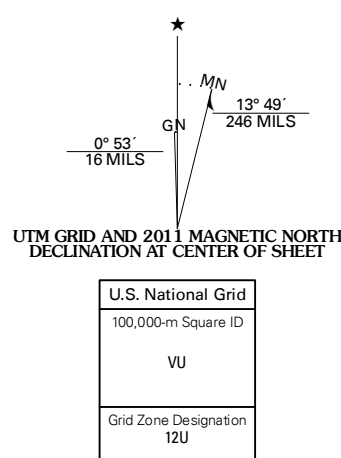 ★
MN
GN
13° 49´
246 MILS
0° 53´
16 MILS
UTM GRID AND 2011 MAGNETIC NORTH
DECLINATION AT CENTER OF SHEET
U.S. National Grid
100,000-m Square ID
VU
Grid Zone Designation
12U